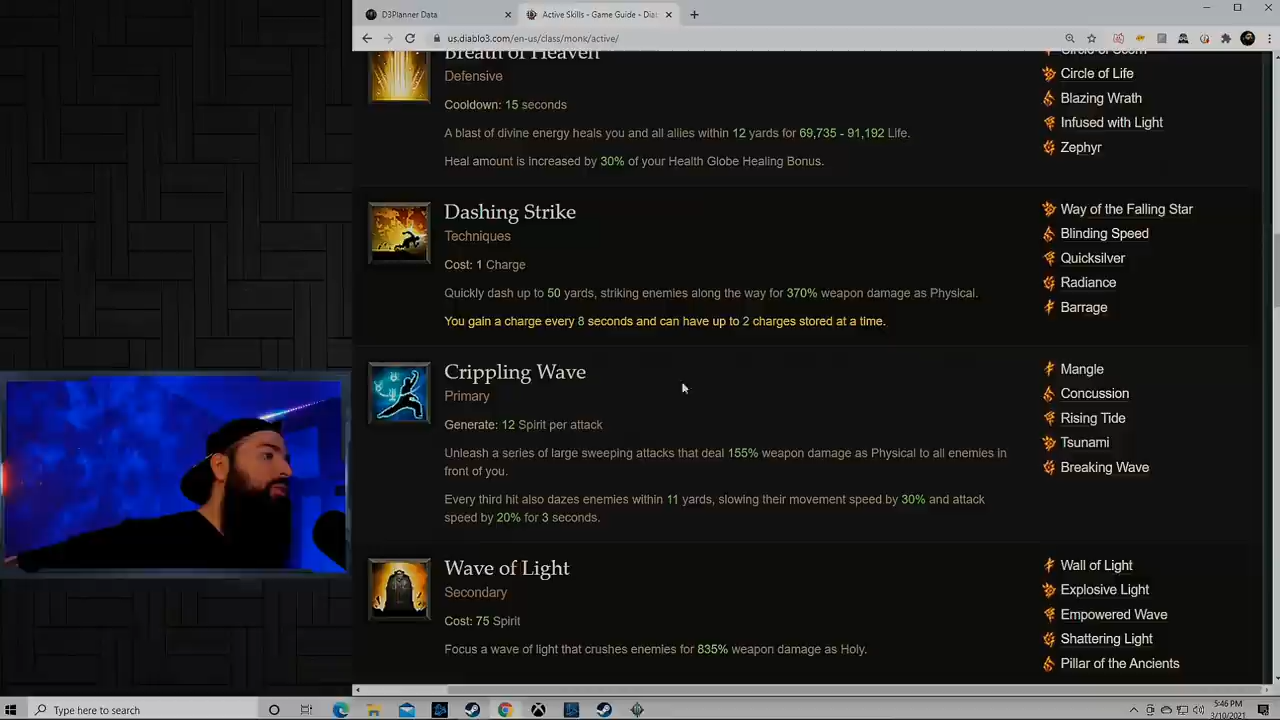 D3Planner Data
Active Skills - Game Guide - Dia
us.diablo3.com/en-us/class/monk/active/
Breath of Heaven
Defensive
Cooldown: 15 seconds
A blast of divine energy heals you and all allies within 12 yards for 69,735 - 91,192 Life.
Heal amount is increased by 30% of your Health Globe Healing Bonus.
Circle of Scorn
Circle of Life
Blazing Wrath
Infused with Light
Zephyr
Dashing Strike
Techniques
Cost: 1 Charge
Quickly dash up to 50 yards, striking enemies along the way for 370% weapon damage as Physical.
You gain a charge every 8 seconds and can have up to 2 charges stored at a time.
Way of the Falling Star
Blinding Speed
Quicksilver
Radiance
Barrage
Crippling Wave
Primary
Generate: 12 Spirit per attack
Unleash a series of large sweeping attacks that deal 155% weapon damage as Physical to all enemies in
front of you.
Every third hit also dazes enemies within 11 yards, slowing their movement speed by 30% and attack
speed by 20% for 3 seconds.
Mangle
Concussion
Rising Tide
Tsunami
Breaking Wave
Wave of Light
Secondary
Cost: 75 Spirit
Focus a wave of light that crushes enemies for 835% weapon damage as Holy.
Wall of Light
Explosive Light
Empowered Wave
Shattering Light
Pillar of the Ancients
Type here to search
5:46 PM
3/10/2021